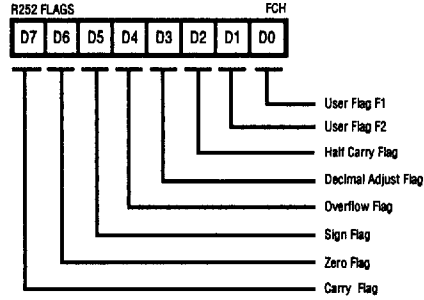 R252 FLAGS FCH
D7 D6 D5 D4 D3 D2 D1 D0
User Flag F1
User Flag F2
Half Carry Flag
Decimal Adjust Flag
Overflow Flag
Sign Flag
Zero Flag
Carry Flag